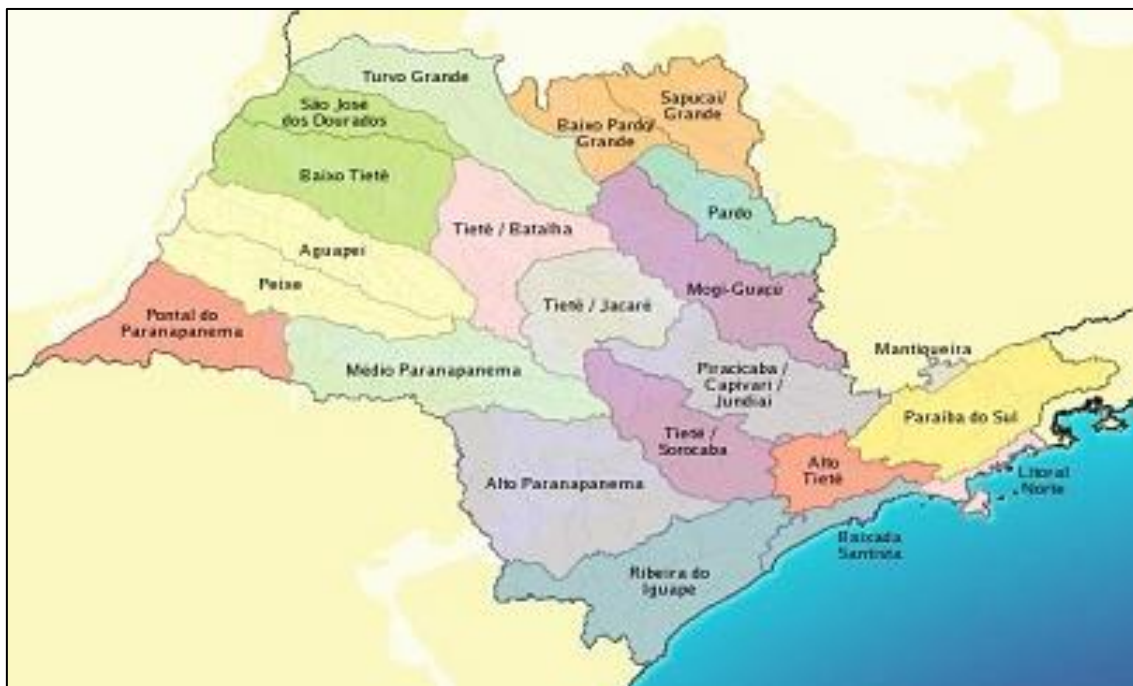 Turvo Grande
São José
dos Dourados
Baixo Tietê
Sapucaí/
Grande
Baixo Pardo/
Grande
Pardo
Tietê / Batalha
Aguapeí
Peixe
Mogi-Guaçú
Tietê / Jacaré
Pontal do
Paranapanema
Médio Paranapanema
Mantiqueira
Piracicaba /
Capivari /
Jundiaí
Paraíba do Sul
Tietê /
Sorocaba
Alto
Tietê
Litoral
Norte
Alto Paranapanema
Baixada
Santista
Ribeira do
Iguape